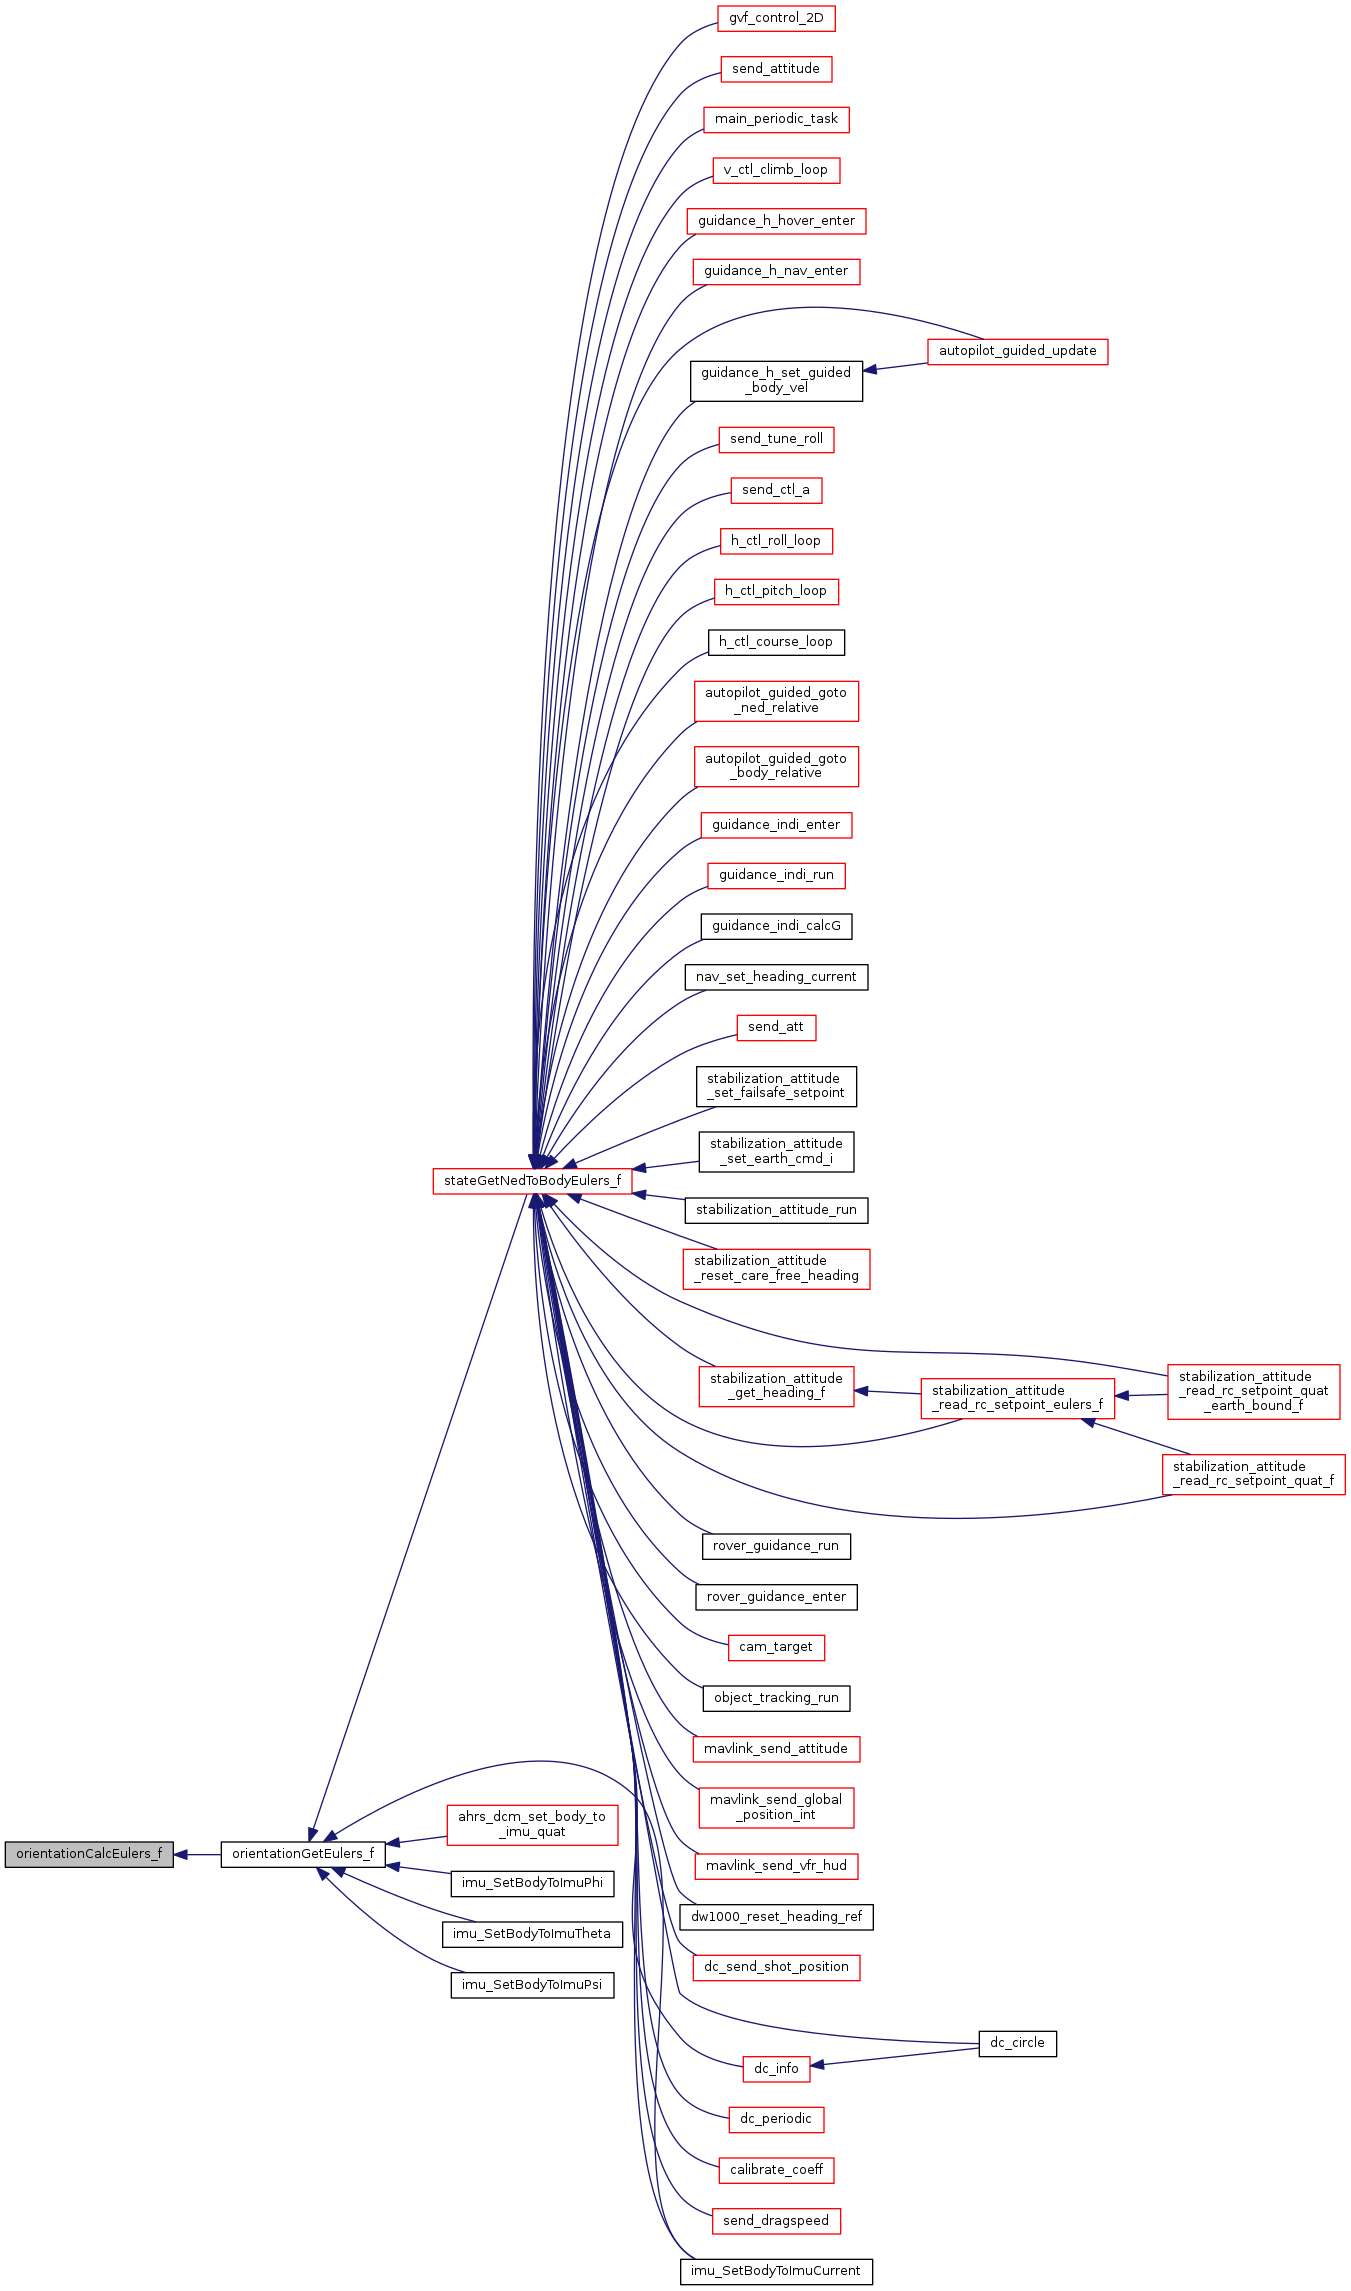 gvf_control_2D
send_attitude
main_periodic_task
v_ctl_climb_loop
guidance_h_hover_enter
guidance_h_nav_enter
autopilot_guided_update
guidance_h_set_guided
_body_vel
send_tune_roll
send_ctl_a
h_ctl_roll_loop
h_ctl_pitch_loop
h_ctl_course_loop
autopilot_guided_goto
_ned_relative
autopilot_guided_goto
_body_relative
guidance_indi_enter
guidance_indi_run
guidance_indi_calcG
nav_set_heading_current
send_att
stabilization_attitude
_set_failsafe_setpoint
stabilization_attitude
_set_earth_cmd_i
stateGetNedToBodyEulers_f
stabilization_attitude_run
stabilization_attitude
_reset_care_free_heading
stabilization_attitude
_get_heading_f
stabilization_attitude
_read_rc_setpoint_eulers_f
stabilization_attitude
_read_rc_setpoint_quat
_earth_bound_f
stabilization_attitude
_read_rc_setpoint_quat_f
rover_guidance_run
rover_guidance_enter
cam_target
object_tracking_run
mavlink_send_attitude
mavlink_send_global
_position_int
ahrs_dcm_set_body_to
_imu_quat
orientationCalcEulers_f
orientationGetEulers_f
mavlink_send_vfr_hud
imu_SetBodyToImuPhi
dw1000_reset_heading_ref
imu_SetBodyToImuTheta
dc_send_shot_position
imu_SetBodyToImuPsi
dc_circle
dc_info
dc_periodic
calibrate_coeff
send_dragspeed
imu_SetBodyToImuCurrent